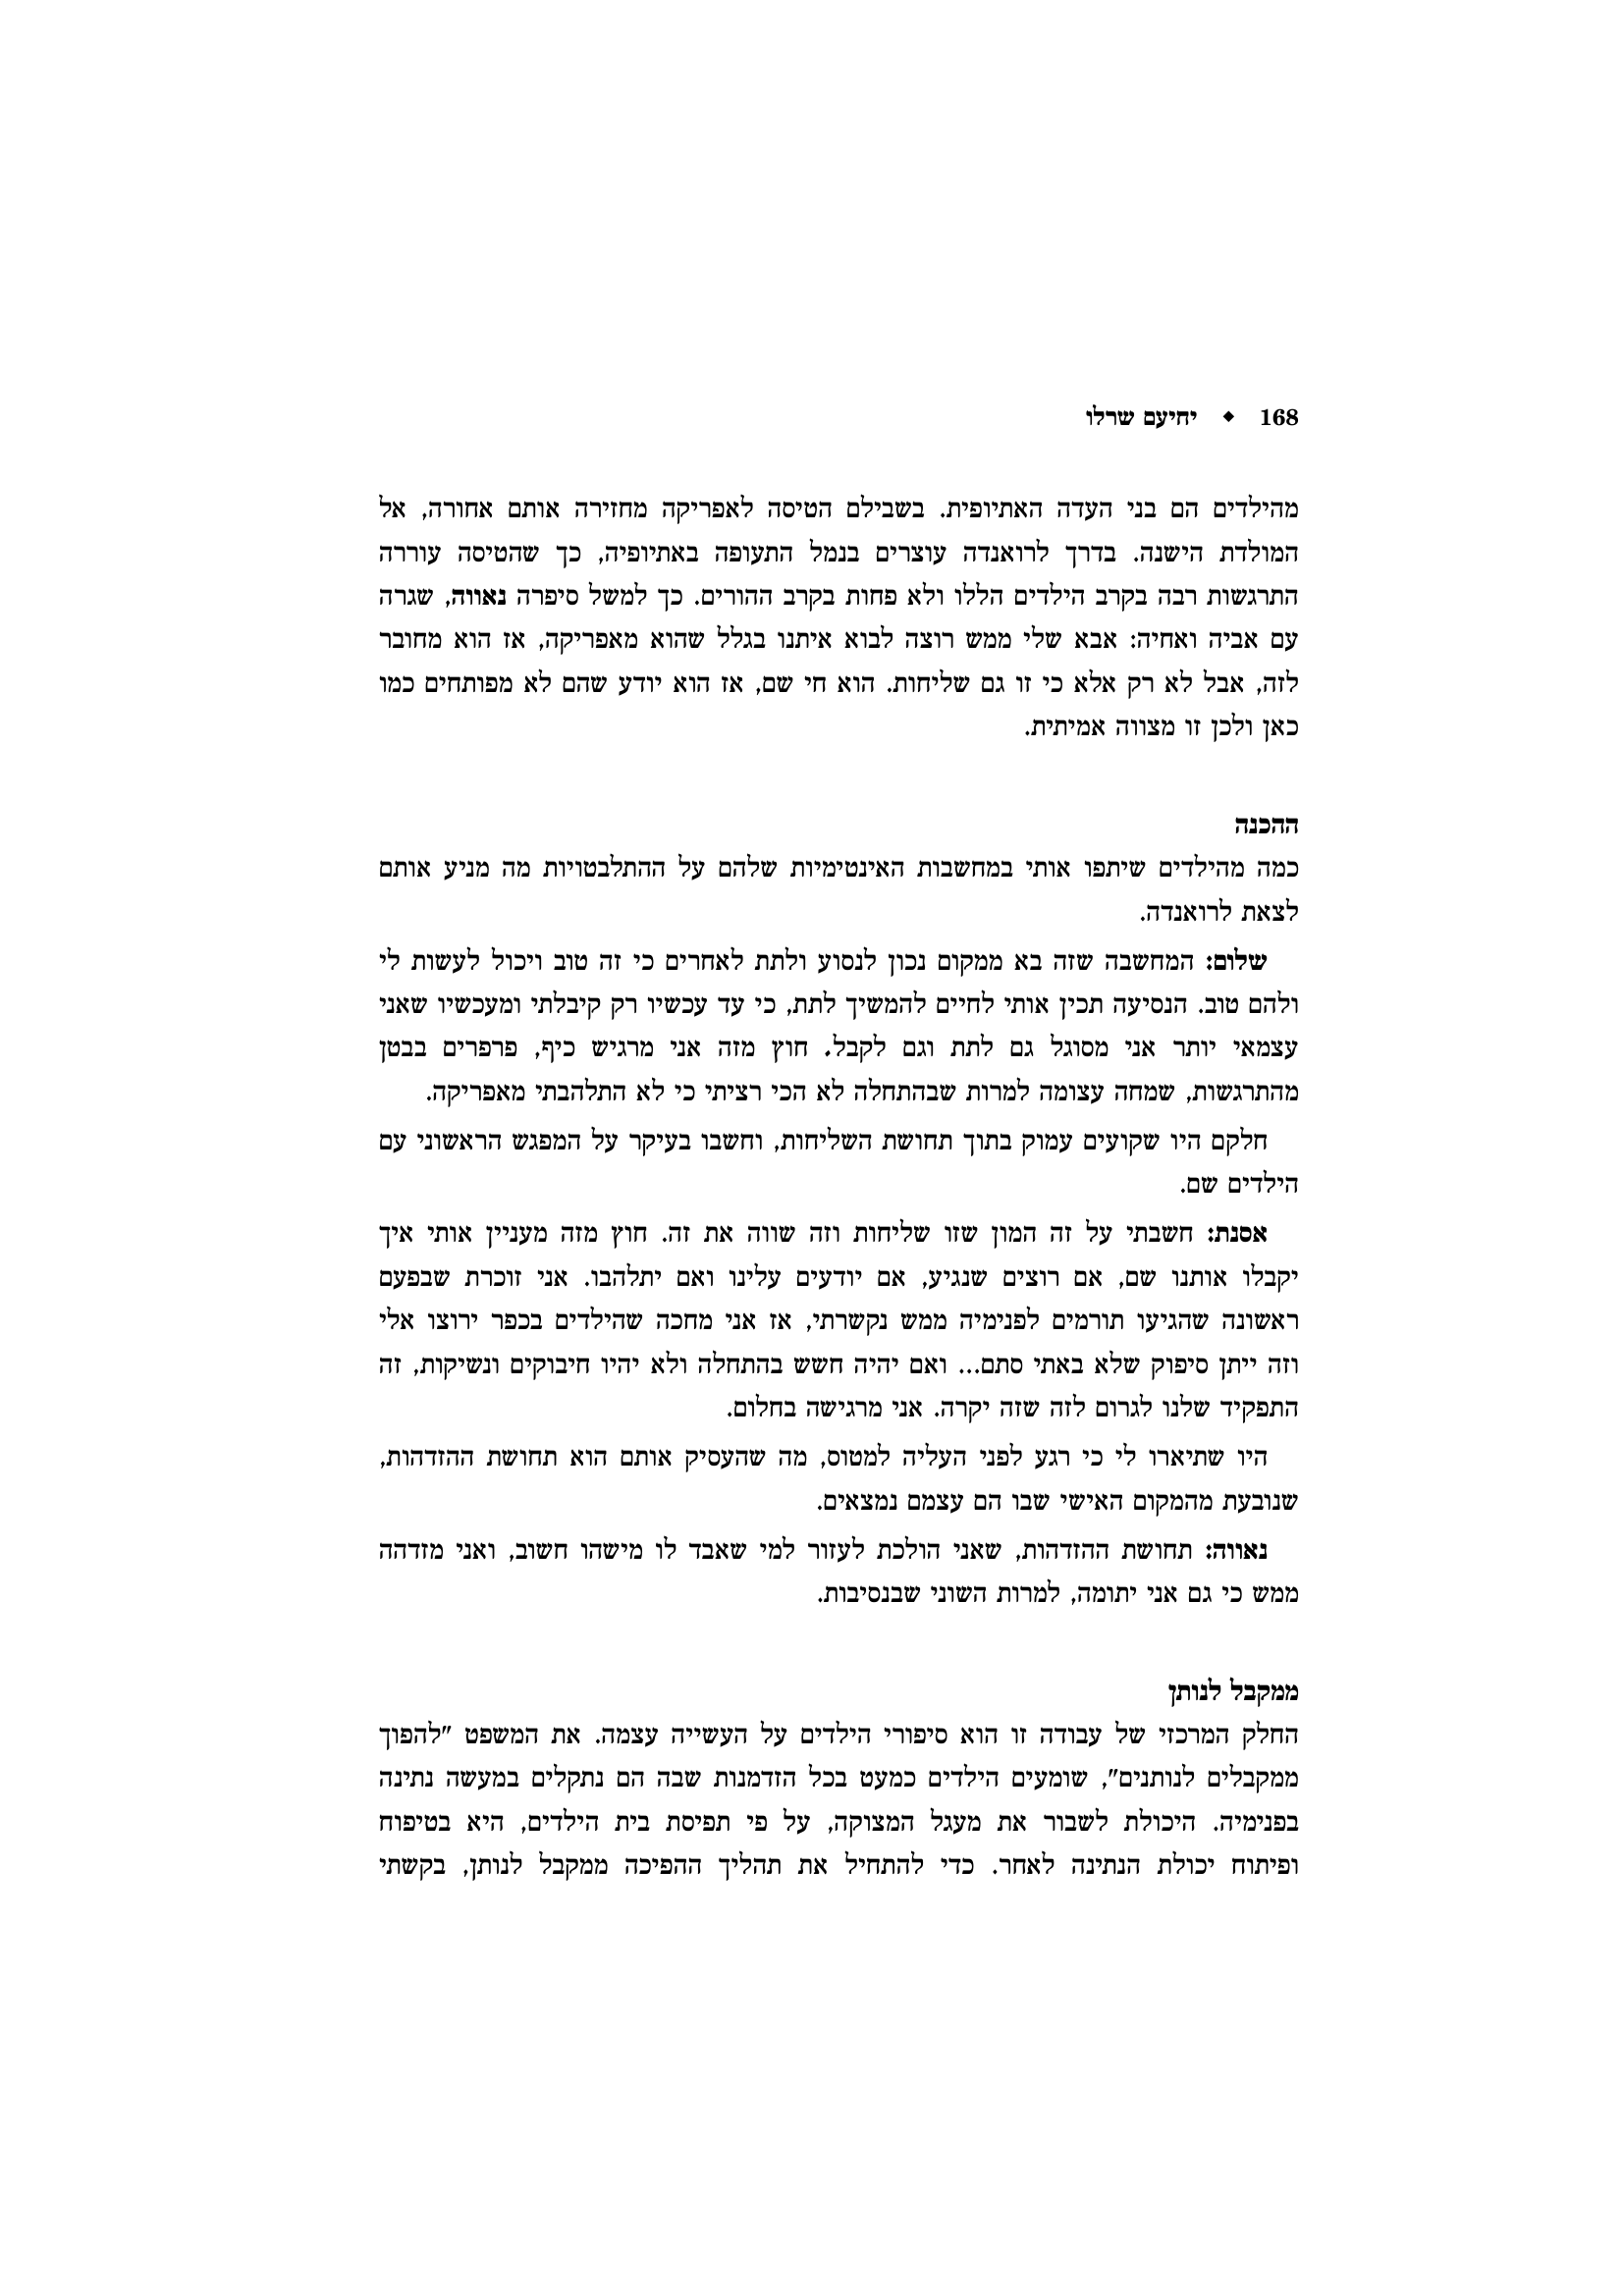 168 ◆ יחיעם שרלו
מהילדים הם בני העדה האתיופית. בשבילם הטיסה לאפריקה מחזירה אותם אחורה, אל
המולדת הישנה. בדרך לרואנדה עוצרים בנמל התעופה באתיופיה, כך שהטיסה עוררה
התרגשות רבה בקרב הילדים הללו ולא פחות בקרב ההורים. כך למשל סיפרה נאווה, שגרה
עם אביה ואחיה: אבא שלי ממש רוצה לבוא איתנו בגלל שהוא מאפריקה, אז הוא מחובר
לזה, אבל לא רק אלא כי זו גם שליחות. הוא חי שם, אז הוא יודע שהם לא מפותחים כמו
כאן ולכן זו מצווה אמיתית.
ההכנה
כמה מהילדים שיתפו אותי במחשבות האינטימיות שלהם על ההתלבטויות מה מניע אותם
לצאת לרואנדה.
שלום: המחשבה שזה בא ממקום נכון לנסוע ולתת לאחרים כי זה טוב ויכול לעשות לי
ולהם טוב. הנסיעה תכין אותי לחיים להמשיך לתת, כי עד עכשיו רק קיבלתי ומעכשיו שאני
עצמאי יותר אני מסוגל גם לתת וגם לקבל. חוץ מזה אני מרגיש כיף, פרפרים בבטן
מהתרגשות, שמחה עצומה למרות שבהתחלה לא הכי רציתי כי לא התלהבתי מאפריקה.
חלקם היו שקועים עמוק בתוך תחושת השליחות, וחשבו בעיקר על המפגש הראשוני עם
הילדים שם.
אסנת: חשבתי על זה המון שזו שליחות וזה שווה את זה. חוץ מזה מעניין אותי איך
יקבלו אותנו שם, אם רוצים שנגיע, אם יודעים עלינו ואם יתלהבו. אני זוכרת שבפעם
ראשונה שהגיעו תורמים לפנימיה ממש נקשרתי, אז אני מחכה שהילדים בכפר ירוצו אלי
וזה ייתן סיפוק שלא באתי סתם... ואם יהיה חשש בהתחלה ולא יהיו חיבוקים ונשיקות, זה
התפקיד שלנו לגרום לזה שזה יקרה. אני מרגישה בחלום.
היו שתיארו לי כי רגע לפני העליה למטוס, מה שהעסיק אותם הוא תחושת ההזדהות,
שנובעת מהמקום האישי שבו הם עצמם נמצאים.
נאווה: תחושת ההזדהות, שאני הולכת לעזור למי שאבד לו מישהו חשוב, ואני מזדהה
ממש כי גם אני יתומה, למרות השוני שבנסיבות.
ממקבל לנותן
החלק המרכזי של עבודה זו הוא סיפורי הילדים על העשייה עצמה. את המשפט "להפוך
ממקבלים לנותנים", שומעים הילדים כמעט בכל הזדמנות שבה הם נתקלים במעשה נתינה
בפנימיה. היכולת לשבור את מעגל המצוקה, על פי תפיסת בית הילדים, היא בטיפוח
ופיתוח יכולת הנתינה לאחר. כדי להתחיל את תהליך ההפיכה ממקבל לנותן, בקשתי